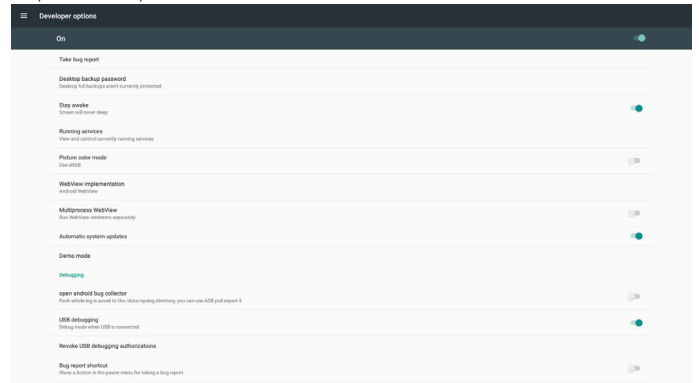 Developer options
On
Take bug report
Desktop backup password
Desktop full backups aren't currently protected
Stay awake
Screen will never sleep
Running services
View and control currently running services
Picture color mode
Use sRGB
WebView implementation
Android WebView
Multiprocess WebView
Run WebView renderers separately
Automatic system updates
Demo mode
Debugging
open android bug collector
Each whole log is saved to the /data/syslog directory, you can use ADB pull export it
USB debugging
Debug mode when USB is connected
Revoke USB debugging authorizations
Bug report shortcut
Show a button in the power menu for taking a bug report